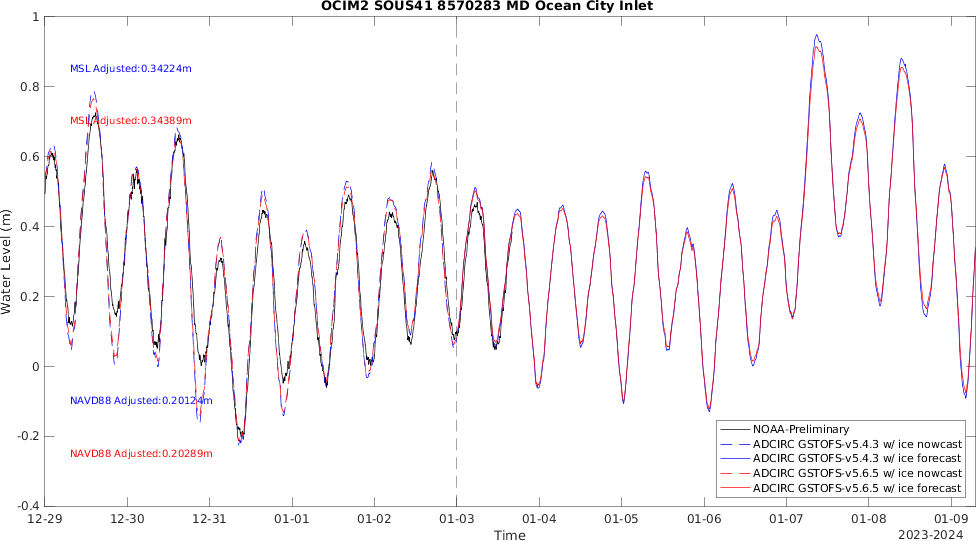 OCIM2 SOUS41 8570283 MD Ocean City Inlet
1
0.8
0.6
0.4
0.2
0
-0.2
-0.4
Water Level (m)
MSL Adjusted:0.34224m
MSL Adjusted:0.34389m
NAVD88 Adjusted:0.20124m
NAVD88 Adjusted:0.20289m
NOAA-Preliminary
ADCIRC GSTOFS-v5.4.3 w/ ice nowcast
ADCIRC GSTOFS-v5.4.3 w/ ice forecast
ADCIRC GSTOFS-v5.6.5 w/ ice nowcast
ADCIRC GSTOFS-v5.6.5 w/ ice forecast
12-29 12-30 12-31 01-01 01-02 01-03 01-04 01-05 01-06 01-07 01-08 01-09
Time
2023-2024